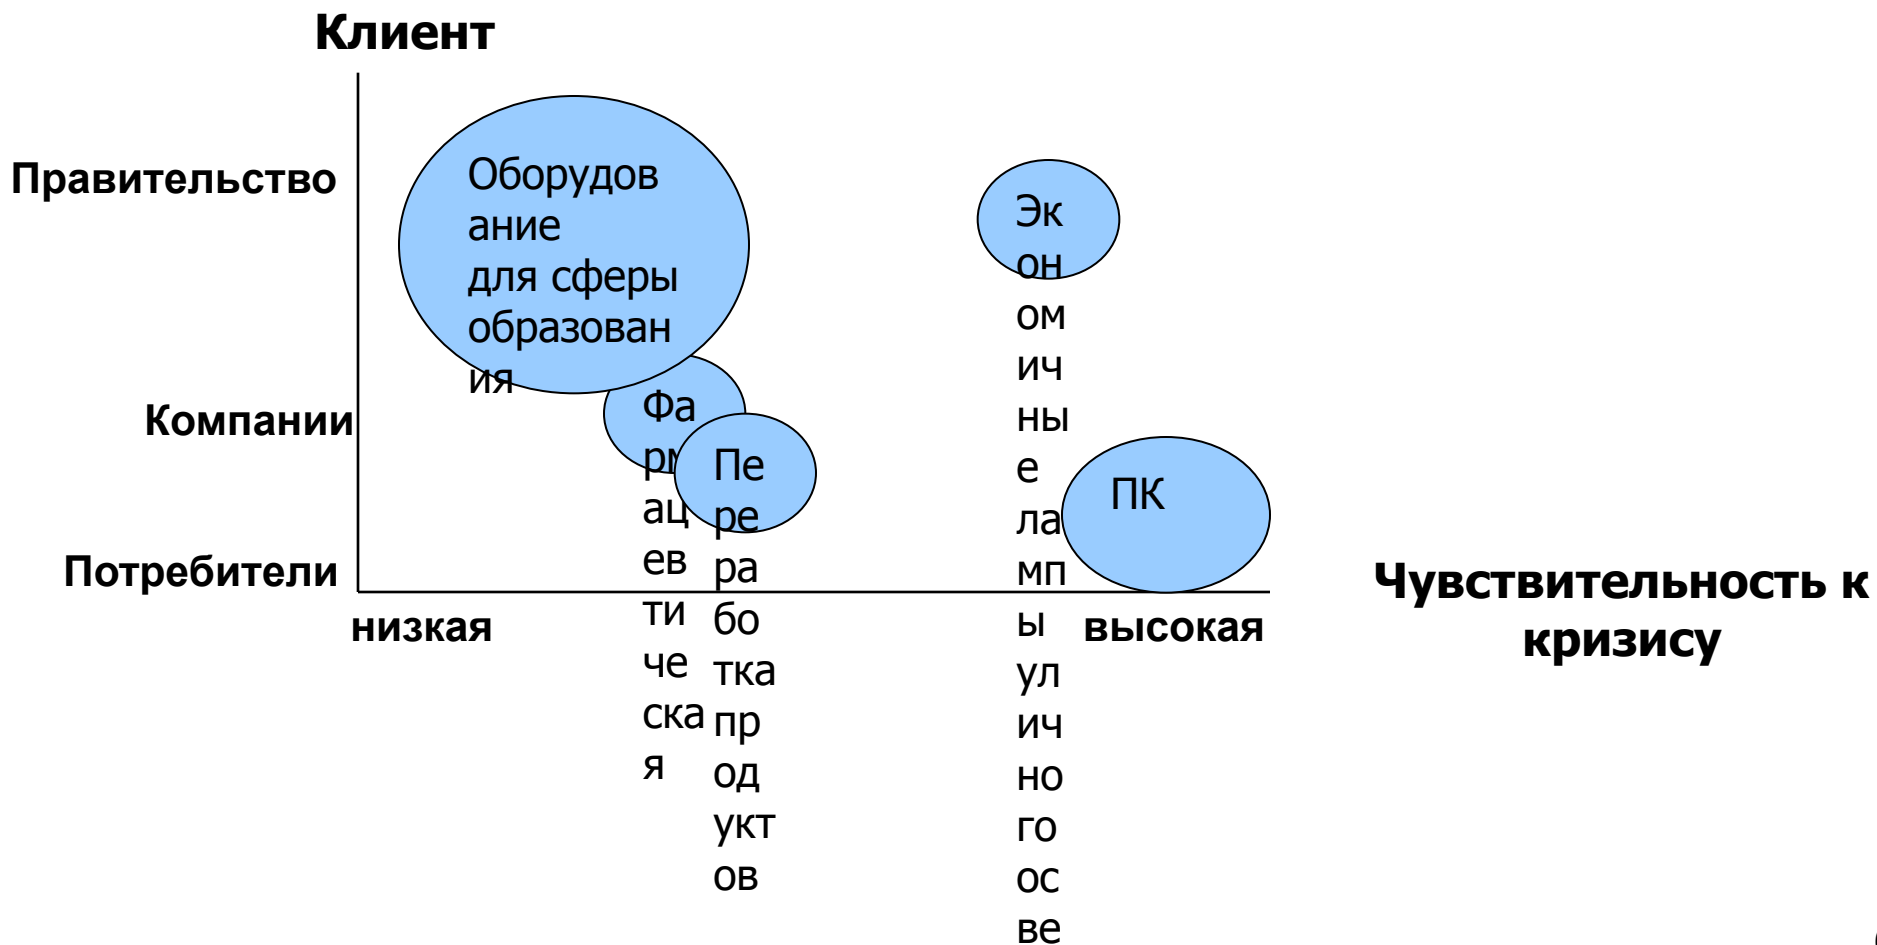 Клиент
Правительство
Оборудов
ание
для сферы
образован
ия
Эк
он
ом
ич
ны
е
ла
мп
ы
ул
ич
но
го
ос
ве
Компании
Фа
рм
ац
ев
ти
че
ска
я
Пе
ре
ра
бо
тка
пр
од
укт
ов
ПК
Потребители
низкая
высокая
Чувствительность к
кризису